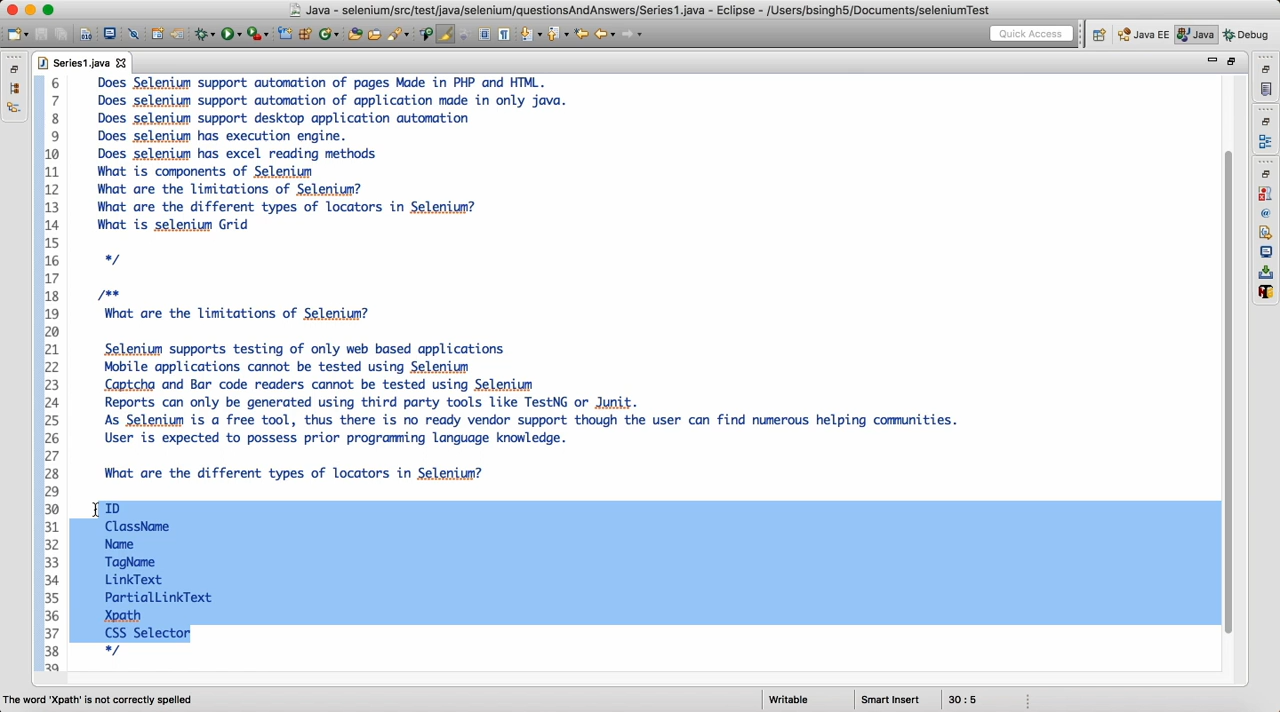 Java - selenium/src/test/java/selenium/questionsAndAnswers/Series1.java - Eclipse - /Users/bsingh5/Documents/seleniumTest
Quick Access
Java EE
Java
Debug
Series1.java
6 Does Selenium support automation of pages Made in PHP and HTML.
7 Does selenium support automation of application made in only java.
8 Does selenium support desktop application automation
9 Does selenium has execution engine.
10 Does selenium has excel reading methods
11 What is components of Selenium
12 What are the limitations of Selenium?
13 What are the different types of locators in Selenium?
14 What is selenium Grid
15
16 */
17
18 /**
19 What are the limitations of Selenium?
20
21 Selenium supports testing of only web based applications
22 Mobile applications cannot be tested using Selenium
23 Captcha and Bar code readers cannot be tested using Selenium
24 Reports can only be generated using third party tools like TestNG or Junit.
25 As Selenium is a free tool, thus there is no ready vendor support though the user can find numerous helping communities.
26 User is expected to possess prior programming language knowledge.
27
28 What are the different types of locators in Selenium?
29
30 ID
31 ClassName
32 Name
33 TagName
34 LinkText
35 PartialLinkText
36 Xpath
37 CSS Selector
38 */
39
The word 'Xpath' is not correctly spelled
Writable
Smart Insert
30 : 5